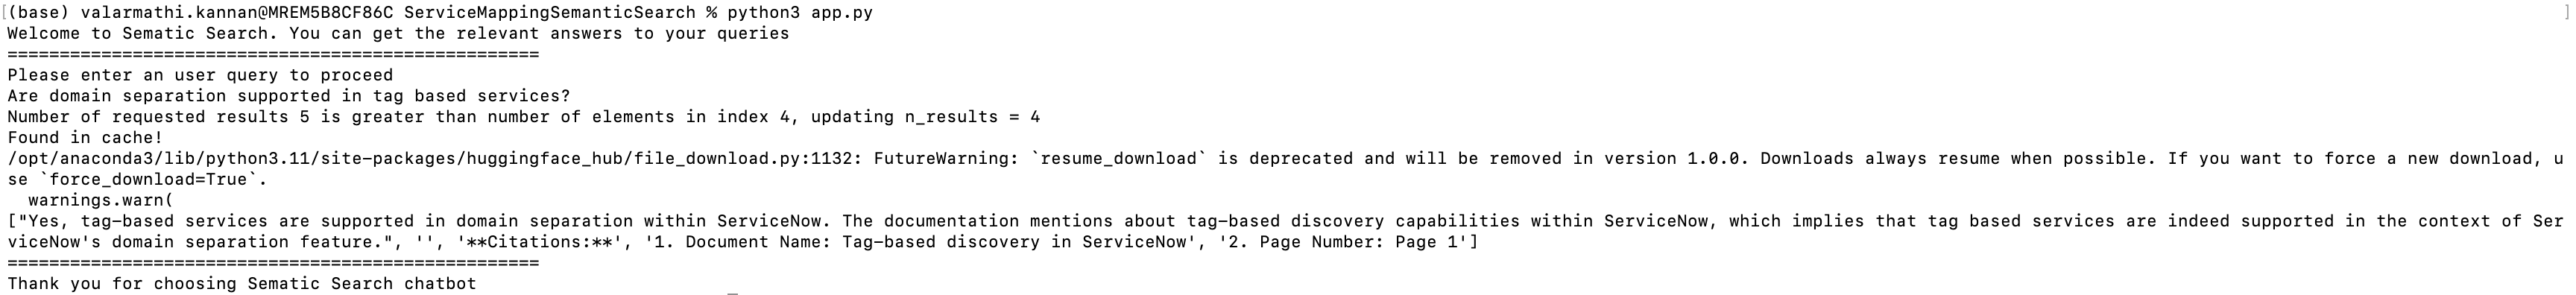 [(base) valarmathi.kannan@MREM5B8CF86C ServiceMappingSemanticSearch % python3 app.py ]
Welcome to Sematic Search. You can get the relevant answers to your queries
===================================================
Please enter an user query to proceed
Are domain separation supported in tag based services?
Number of requested results 5 is greater than number of elements in index 4, updating n_results = 4
Found in cache!
/opt/anaconda3/lib/python3.11/site-packages/huggingface_hub/file_download.py:1132: FutureWarning: `resume_download` is deprecated and will be removed in version 1.0.0. Downloads always resume when possible. If you want to force a new download, u
se `force_download=True`.
  warnings.warn(
["Yes, tag-based services are supported in domain separation within ServiceNow. The documentation mentions about tag-based discovery capabilities within ServiceNow, which implies that tag based services are indeed supported in the context of Ser
viceNow's domain separation feature.", '', '**Citations:**', '1. Document Name: Tag-based discovery in ServiceNow', '2. Page Number: Page 1']
===================================================
Thank you for choosing Sematic Search chatbot